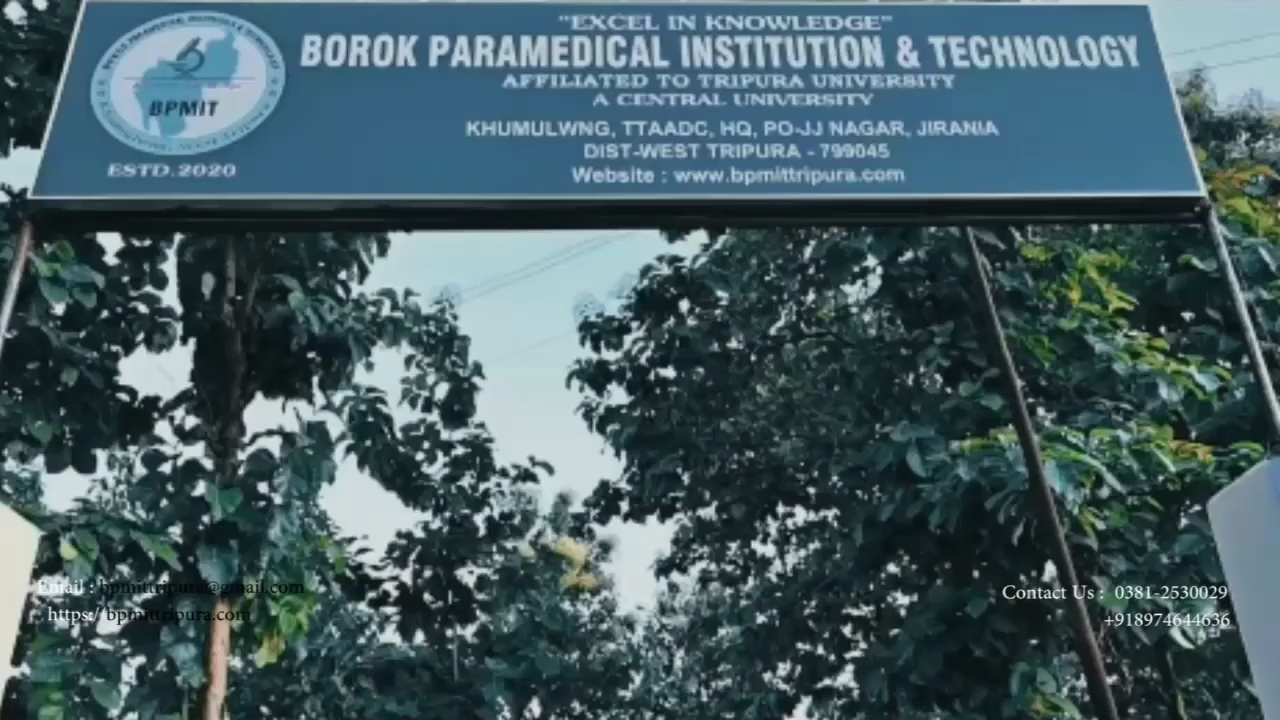 "EXCEL IN KNOWLEDGE"
BOROK PARAMEDICAL INSTITUTION & TECHNOLOGY
AFFILIATED TO TRIPURA UNIVERSITY
A CENTRAL UNIVERSITY
KHUMULWNG, TTAADC, HQ, PO-JJ NAGAR, JIRANIA
DIST-WEST TRIPURA - 799045
Website : www.bpmittripura.com
BPMIT
ESTD.2020
Email : bpmittripura@gmail.com
https://bpmittripura.com
Contact Us : 0381-2530029
+918974644636